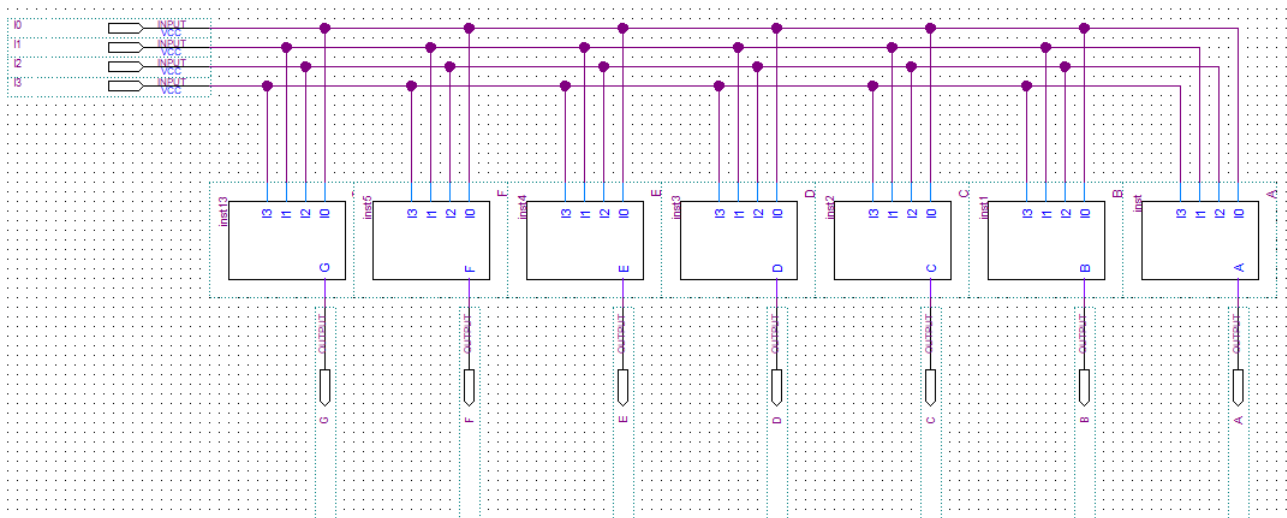 I0 INPUT
VCC
I1 INPUT
VCC
I2 INPUT
VCC
I3 INPUT
VCC
inst13
I3 I1 I2 I0
G
inst5 F
I3 I1 I2 I0
F
inst4 E
I3 I1 I2 I0
E
inst3 D
I3 I1 I2 I0
D
inst2 C
I3 I1 I2 I0
C
inst1 B
I3 I1 I2 I0
B
inst A
I3 I1 I2 I0
A
OUTPUT OUTPUT OUTPUT OUTPUT OUTPUT OUTPUT OUTPUT
G F E D C B A